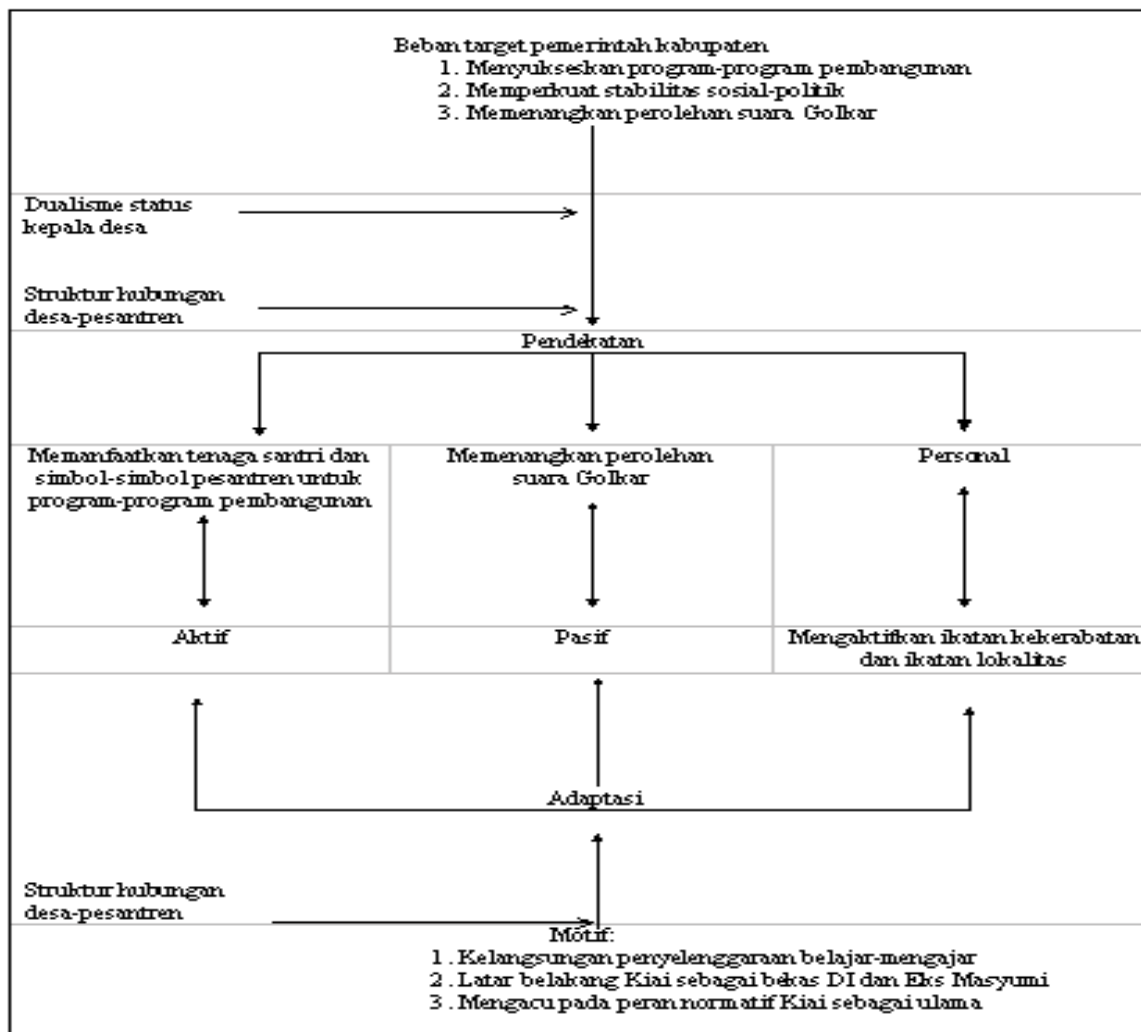 Beban target pemerintah kabupaten
1. Menyukseskan program-program pembangunan
2. Memperkuat stabilitas sosial-politik
3. Memenangkan perolehan suara Golkar
Dualisme status
kepala desa
Struktur hubungan
desa-pesantren
Pendekatan
Memanfaatkan tenaga santri dan
simbol-simbol pesantren untuk
program-program pembangunan
Memenangkan perolehan
suara Golkar
Personal
Aktif
Pasif
Mengaktifkan ikatan kekerabatan
dan ikatan lokalitas
Adaptasi
Struktur hubungan
desa-pesantren
Motif:
1. Kelangsungan penyelenggaraan belajar-mengajar
2. Latar belakang Kiai sebagai bekas DI dan Eks Masyumi
3. Mengacu pada peran normatif Kiai sebagai ulama